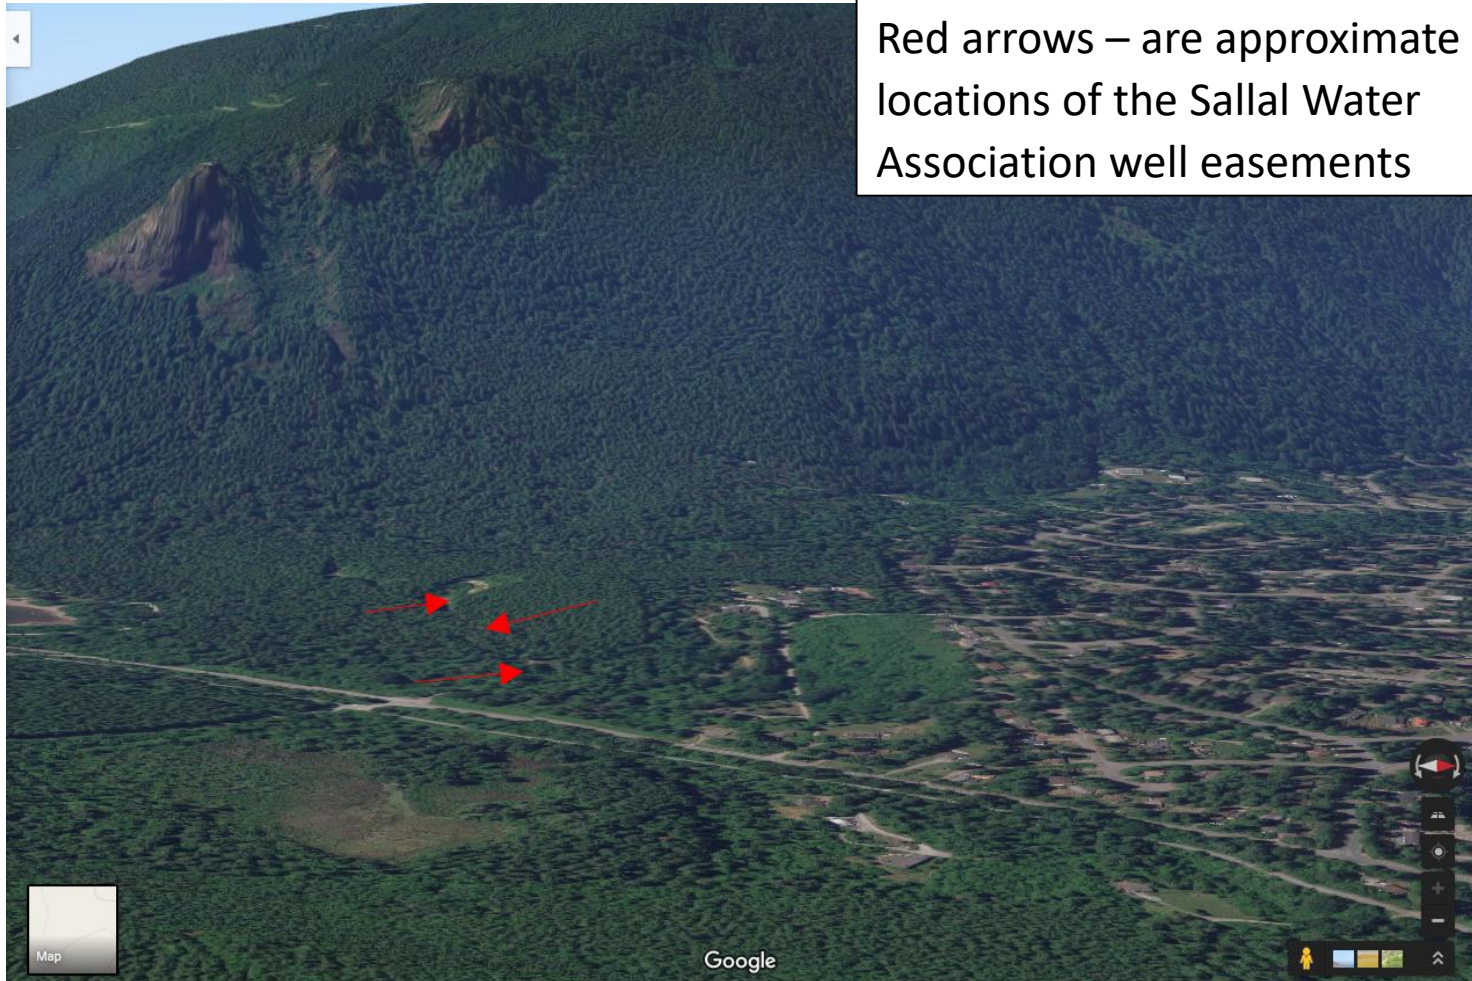 Red arrows – are approximate
locations of the Sallal Water
Association well easements
Map
Google